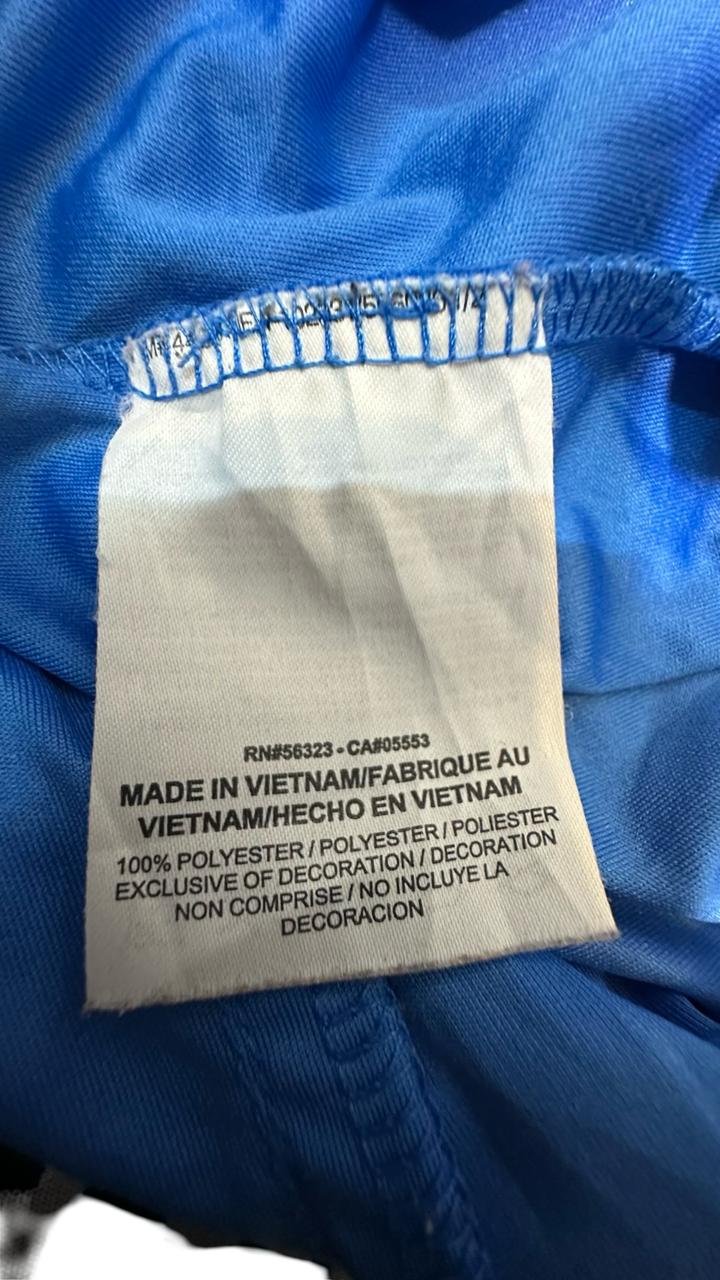 RN#56323 - CA#05553
MADE IN VIETNAM/FABRIQUE AU
VIETNAM/HECHO EN VIETNAM
100% POLYESTER / POLYESTER / POLIESTER
EXCLUSIVE OF DECORATION / DECORATION
NON COMPRISE / NO INCLUYE LA
DECORACION